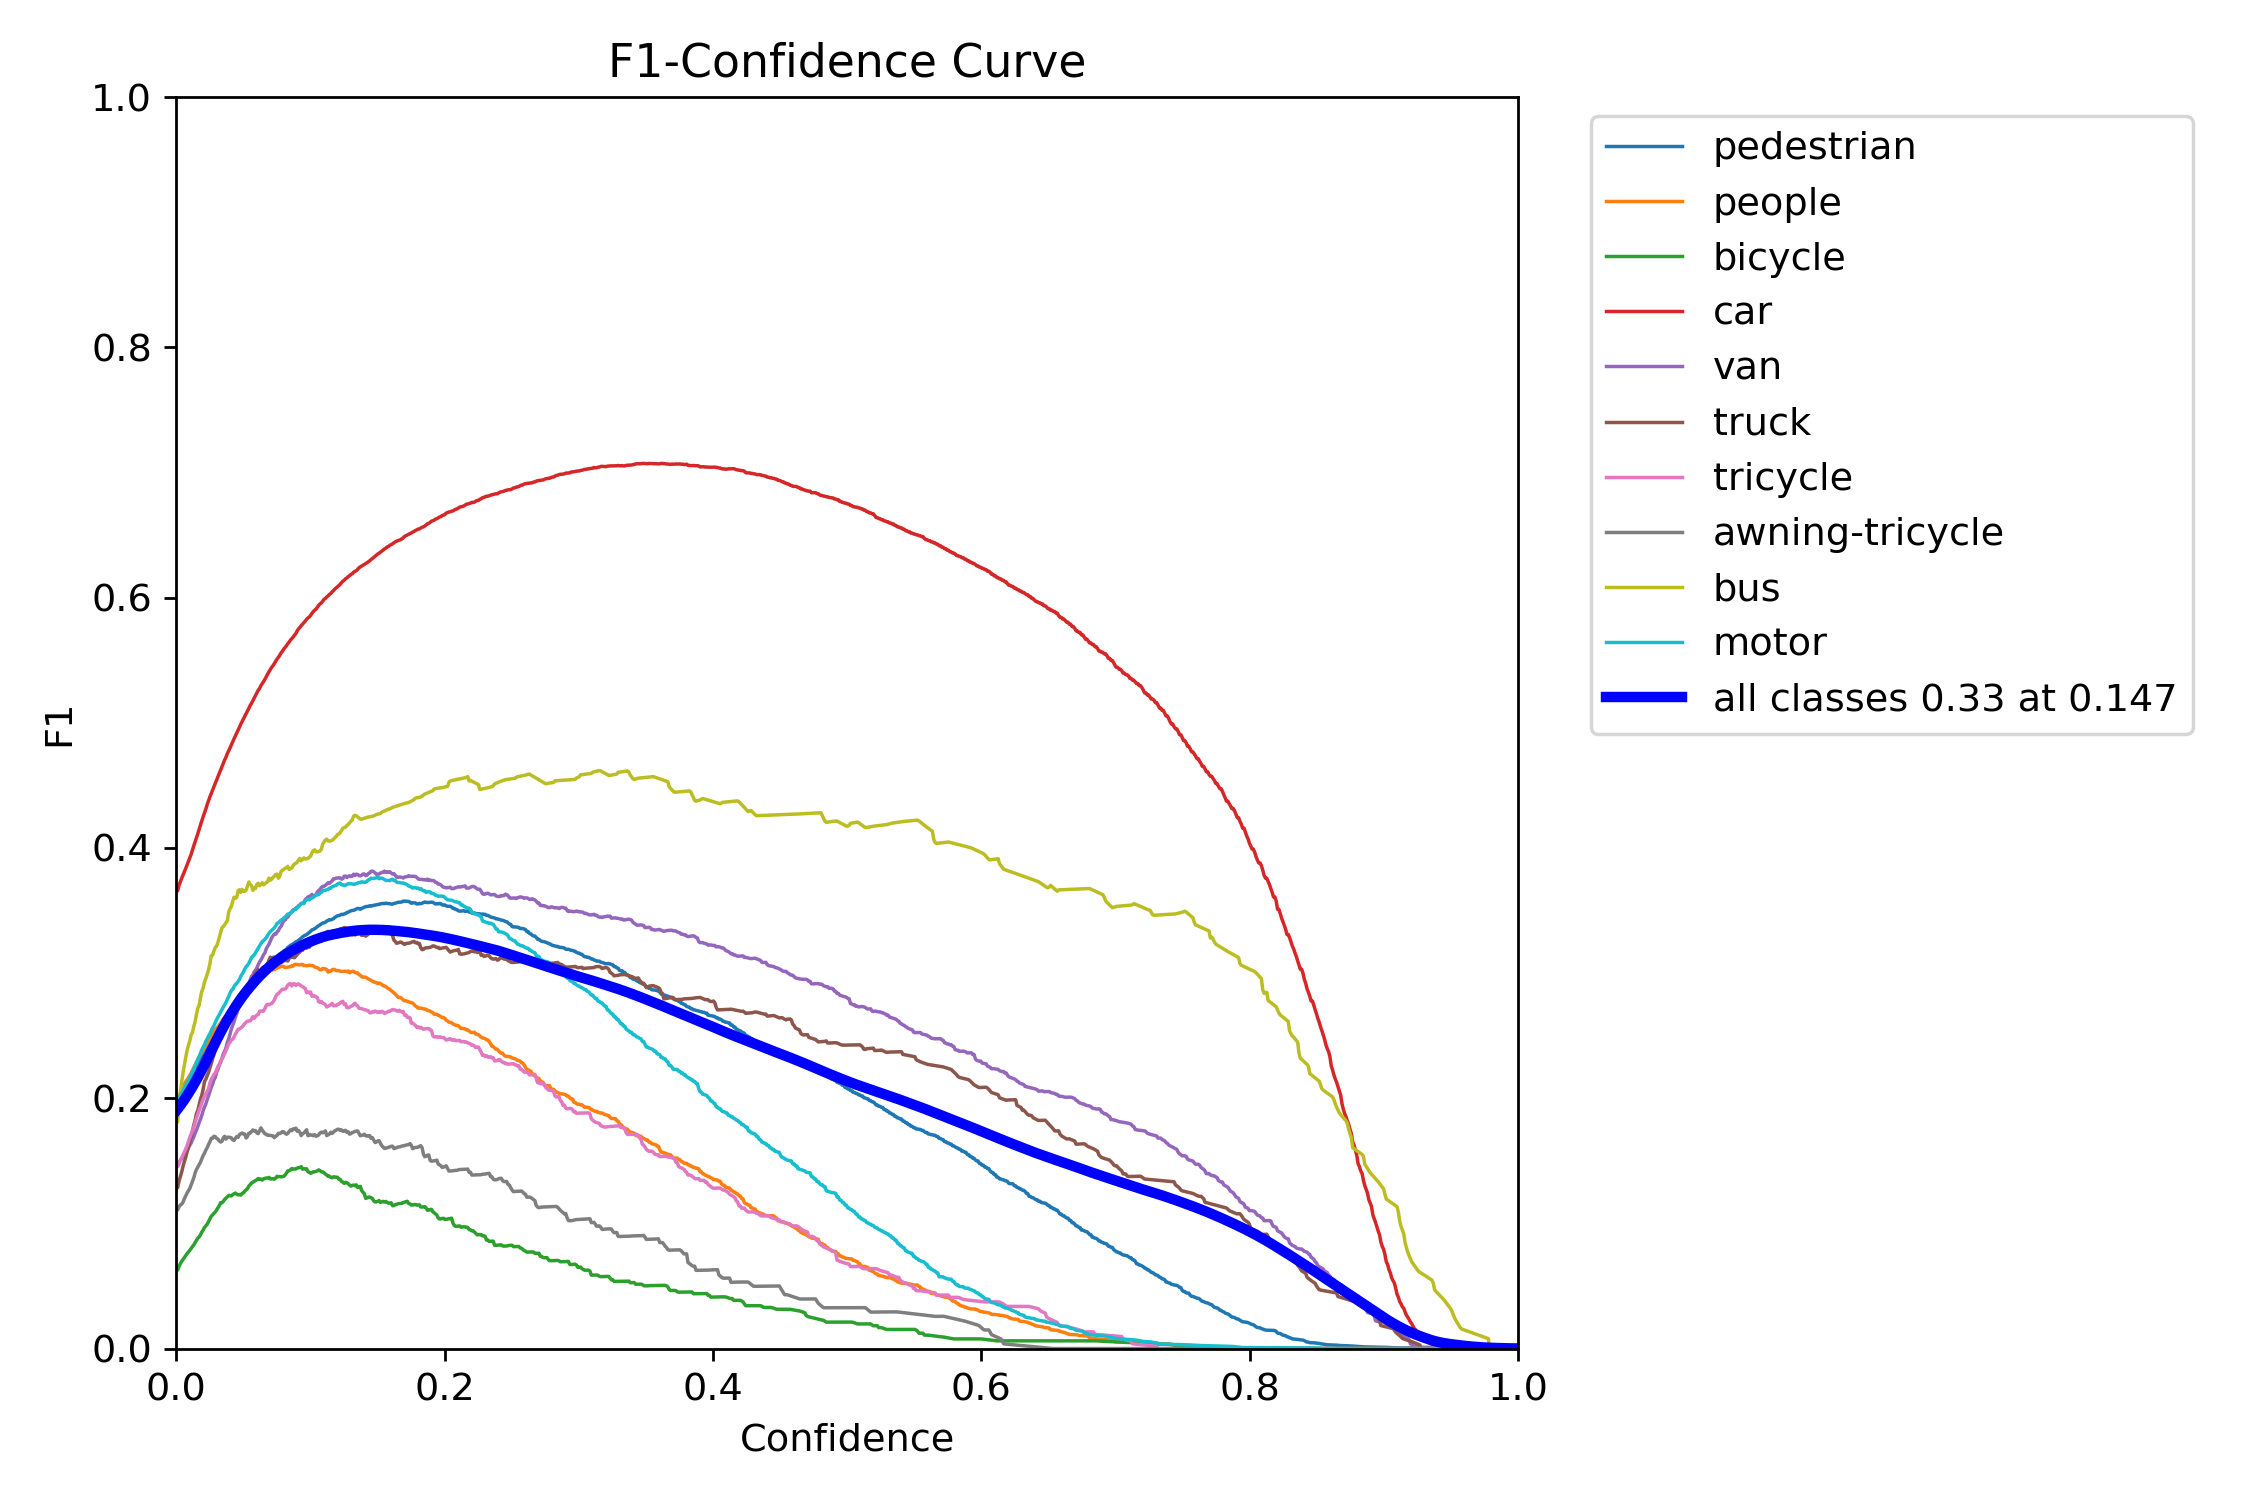 F1-Confidence Curve
1.0
0.8
0.6
0.4
0.2
0.0
F1
0.0 0.2 0.4 0.6 0.8 1.0
Confidence
pedestrian
people
bicycle
car
van
truck
tricycle
awning-tricycle
bus
motor
all classes 0.33 at 0.147